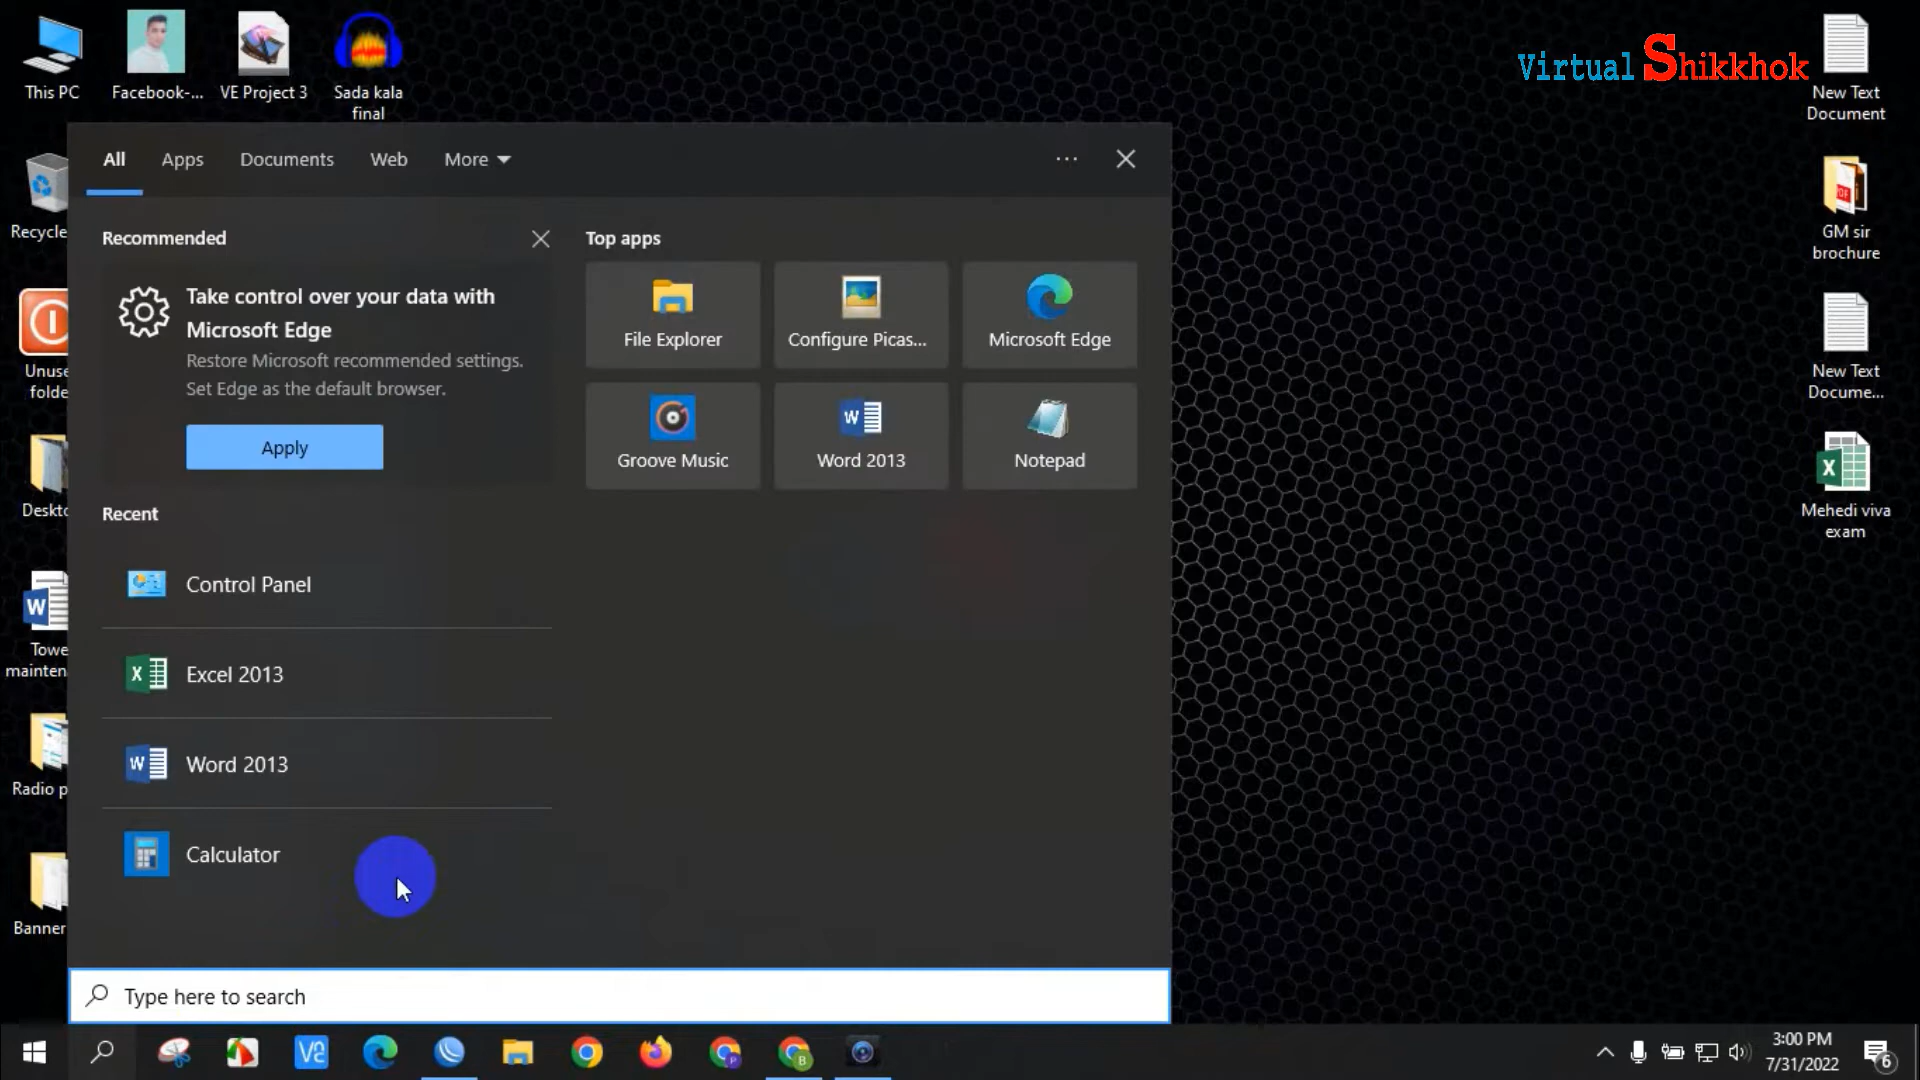 This PC
Facebook-...
VE Project 3
Sada kala
final
Virtual Shikkhok
New Text
Document
All
Apps
Documents
Web
More
Recycle
Recommended
Top apps
GM sir
brochure
Take control over your data with
Microsoft Edge
Restore Microsoft recommended settings.
Set Edge as the default browser.
Apply
File Explorer
Configure Picas...
Microsoft Edge
Groove Music
Word 2013
Notepad
Unuse
folde
New Text
Docume...
Deskto
Recent
Mehedi viva
exam
Control Panel
Excel 2013
Word 2013
Calculator
Towe
mainten
Radio p
Banner
Type here to search
3:00 PM
7/31/2022
6